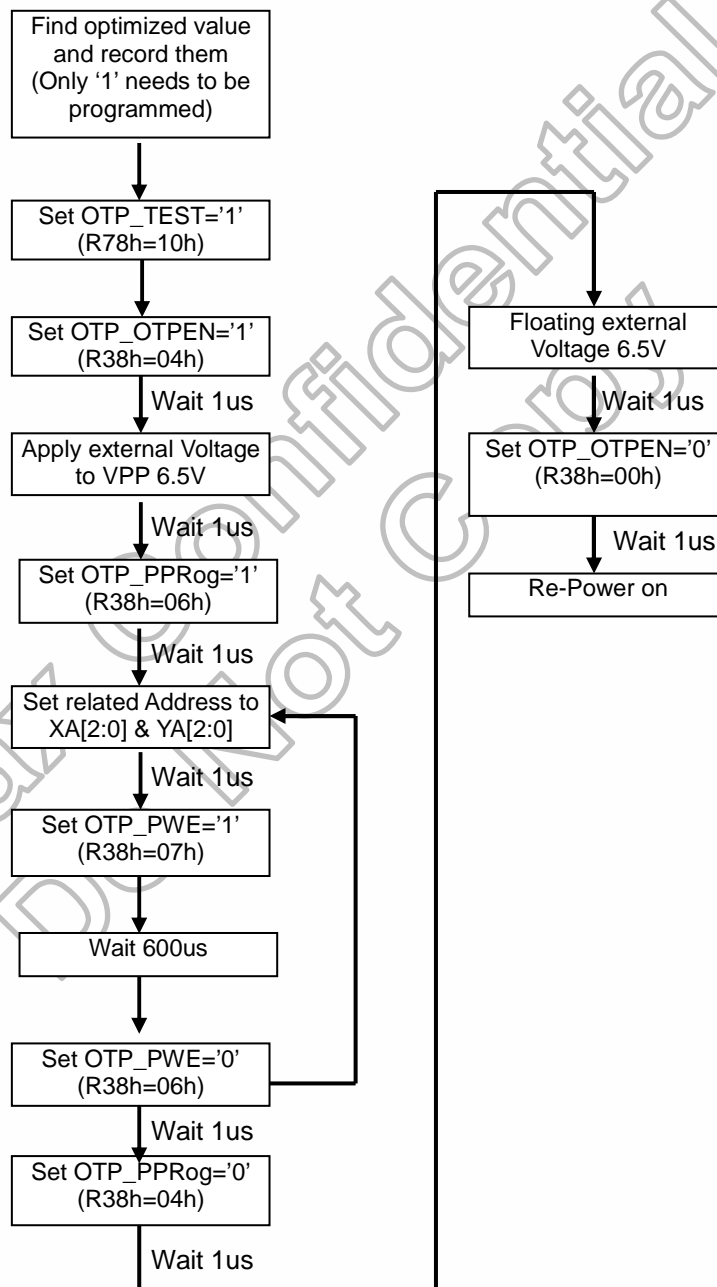 Find optimized value
and record them
(Only ‘1’ needs to be
programmed)
Set OTP_TEST=’1’
(R78h=10h)
Set OTP_OTPEN=’1’
(R38h=04h)
Wait 1us
Apply external Voltage
to VPP 6.5V
Wait 1us
Set OTP_PPRog=’1’
(R38h=06h)
Wait 1us
Set related Address to
XA[2:0] & YA[2:0]
Wait 1us
Set OTP_PWE=’1’
(R38h=07h)
Wait 600us
Set OTP_PWE=’0’
(R38h=06h)
Wait 1us
Set OTP_PPRog=’0’
(R38h=04h)
Wait 1us
Floating external
Voltage 6.5V
Wait 1us
Set OTP_OTPEN=’0’
(R38h=00h)
Wait 1us
Re-Power on
Confidential
Do Not Copy